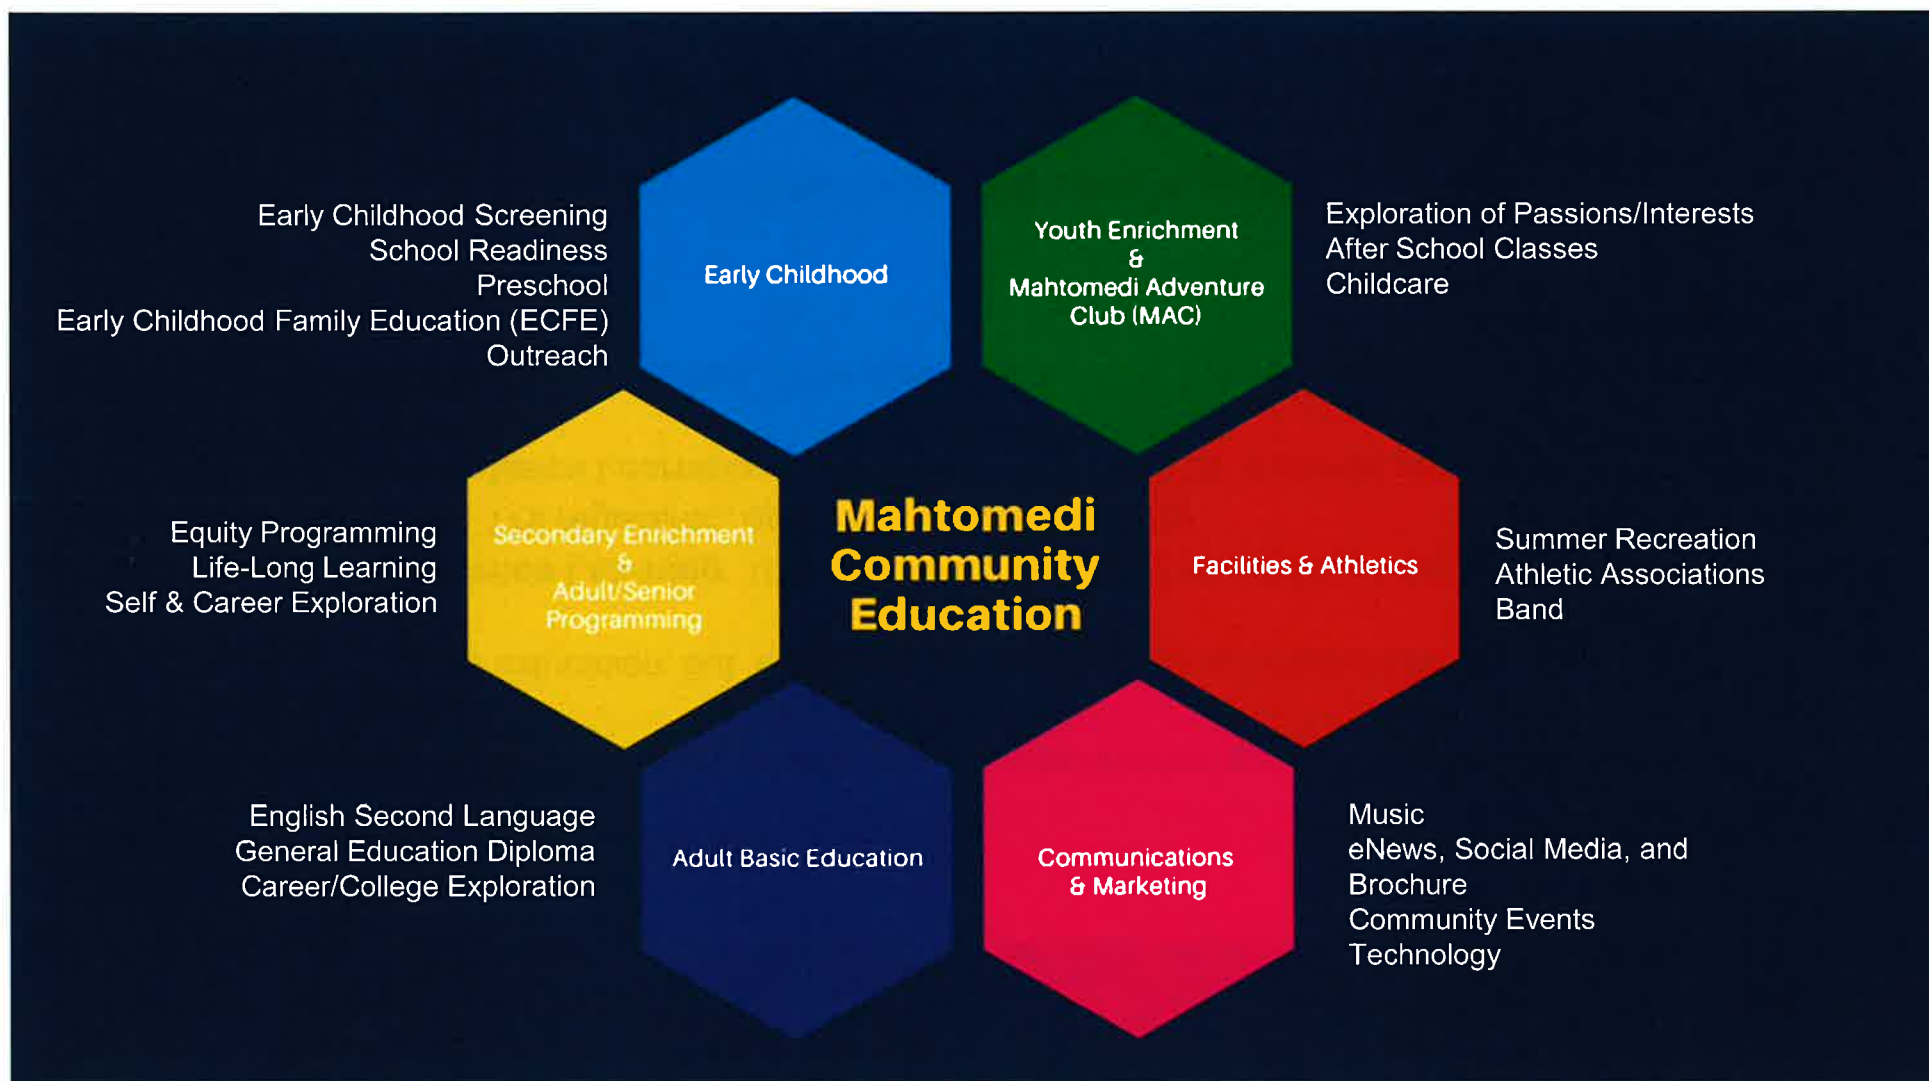 Early Childhood Screening
School Readiness
Preschool
Early Childhood Family Education (ECFE)
Outreach
Early Childhood
Youth Enrichment
&
Mahtomedi Adventure
Club (MAC)
Exploration of Passions/Interests
After School Classes
Childcare
Equity Programming
Life-Long Learning
Self & Career Exploration
Secondary Enrichment
&
Adult/Senior
Programming
Mahtomedi
Community
Education
Facilities & Athletics
Summer Recreation
Athletic Associations
Band
English Second Language
General Education Diploma
Career/College Exploration
Adult Basic Education
Communications
& Marketing
Music
eNews, Social Media, and
Brochure
Community Events
Technology